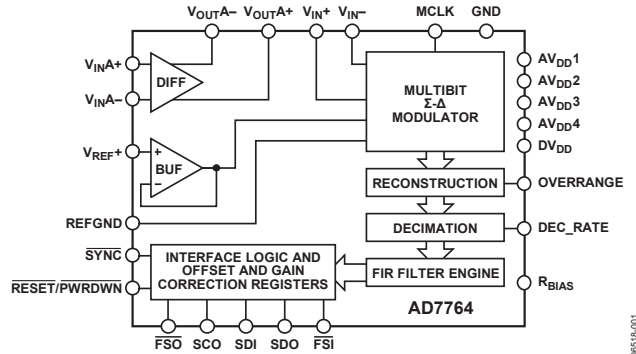 VOUTA– VOUTA+ VIN+ VIN– MCLK GND
VINA+
DIFF
VINA–
MULTIBIT
Σ-Δ
MODULATOR
AVDD1
AVDD2
AVDD3
AVDD4
DVDD
VREF+
+
BUF
–
RECONSTRUCTION
OVERRANGE
REFGND
DECIMATION
DEC_RATE
SYNC
INTERFACE LOGIC AND
OFFSET AND GAIN
CORRECTION REGISTERS
FIR FILTER ENGINE
RESET/PWRDWN
RBIAS
AD7764
FSO SCO SDI SDO FSI
06518-001